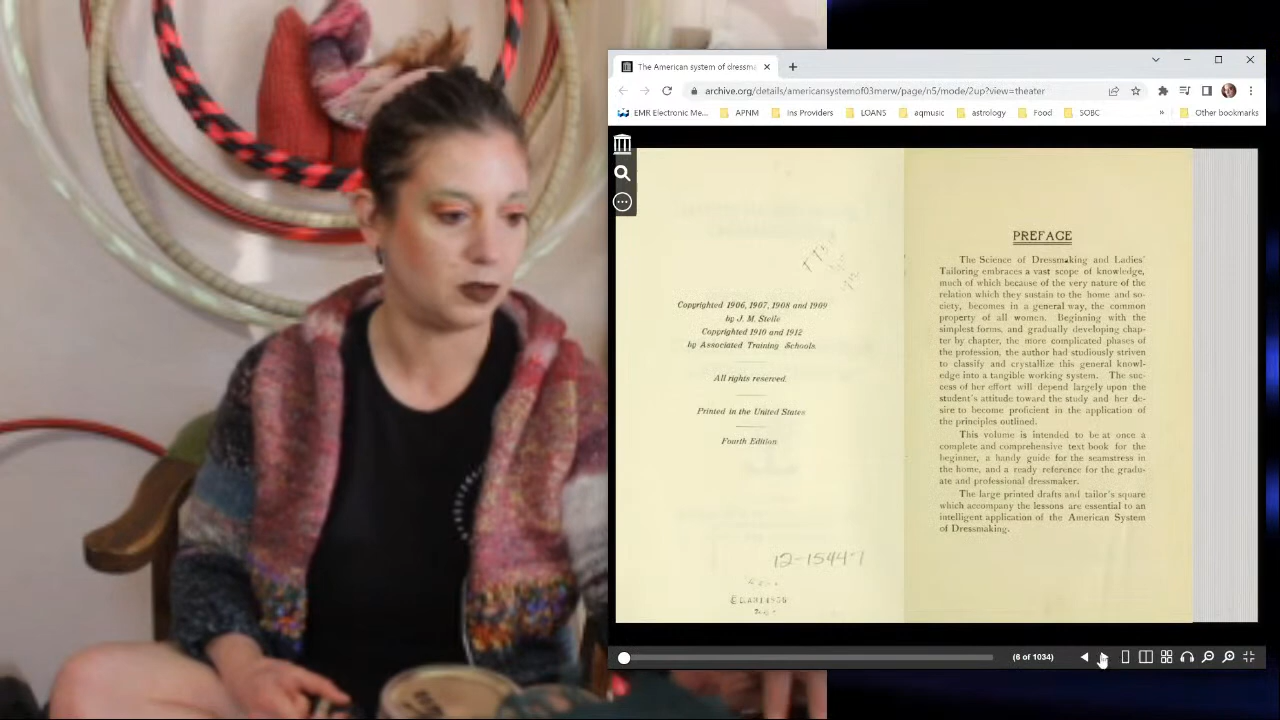 The American system of dressma
archive.org/details/americansystemof03merw/page/n5/mode/2up?view=theater
EMR Electronic Me...
APNM
Ins Providers
LOANS
aqmusic
astrology
Food
SOBC
»
Other bookmarks
Copyrighted 1906, 1907, 1908 and 1909
by J. M. Steile
Copyrighted 1910 and 1912
by Associated Training Schools.
All rights reserved.
Printed in the United States
Fourth Edition
12-15447
PREFACE
The Science of Dressmaking and Ladies'
Tailoring embraces a vast scope of knowledge,
much of which because of the very nature of the
relation which they sustain to the home and so-
ciety, becomes in a general way, the common
property of all women. Beginning with the
simplest forms, and gradually developing chap-
ter by chapter, the more complicated phases of
the profession, the author had studiously striven
to classify and crystallize this general knowl-
edge into a tangible working system. The suc-
cess of her effort will depend largely upon the
student's attitude toward the study and her de-
sire to become proficient in the application of
the principles outlined.
This volume is intended to be at once a
complete and comprehensive text book for the
beginner, a handy guide for the seamstress in
the home, and a ready reference for the gradu-
ate and professional dressmaker.
The large printed drafts and tailor's square
which accompany the lessons are essential to an
intelligent application of the American System
of Dressmaking.
(6 of 1034)